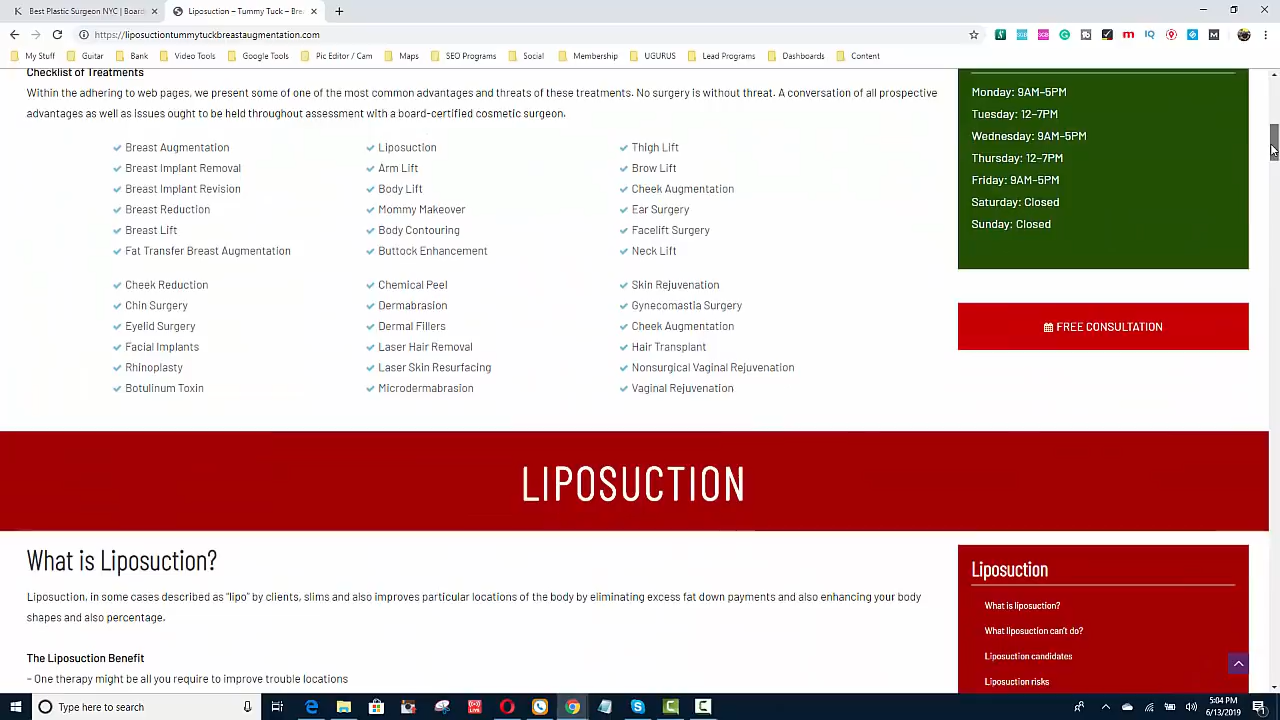 Best Plastic Surgeon NYC | Board
Liposuction – Tummy Tuck – Breas
https://liposuctiontummytuckbreastaugmentation.com
My Stuff
Guitar
Bank
Video Tools
Google Tools
Pic Editor / Cam
Maps
SEO Programs
Social
Membership
UGURUS
Lead Programs
Dashboards
Content
Checklist of Treatments
Within the adhering to web pages, we present some of one of the most common advantages and threats of these treatments. No surgery is without threat. A conversation of all prospective
advantages as well as issues ought to be held throughout assessment with a board-certified cosmetic surgeon.
Breast Augmentation
Breast Implant Removal
Breast Implant Revision
Breast Reduction
Breast Lift
Fat Transfer Breast Augmentation
Liposuction
Arm Lift
Body Lift
Mommy Makeover
Body Contouring
Buttock Enhancement
Thigh Lift
Brow Lift
Cheek Augmentation
Ear Surgery
Facelift Surgery
Neck Lift
Cheek Reduction
Chin Surgery
Eyelid Surgery
Facial Implants
Rhinoplasty
Botulinum Toxin
Chemical Peel
Dermabrasion
Dermal Fillers
Laser Hair Removal
Laser Skin Resurfacing
Microdermabrasion
Skin Rejuvenation
Gynecomastia Surgery
Cheek Augmentation
Hair Transplant
Nonsurgical Vaginal Rejuvenation
Vaginal Rejuvenation
Monday: 9AM–5PM
Tuesday: 12–7PM
Wednesday: 9AM–5PM
Thursday: 12–7PM
Friday: 9AM–5PM
Saturday: Closed
Sunday: Closed
FREE CONSULTATION
LIPOSUCTION
What is Liposuction?
Liposuction, in some cases described as "lipo" by clients, slims and also improves particular locations of the body by eliminating excess fat down payments and also enhancing your body
shapes and also percentage.
The Liposuction Benefit
– One therapy might be all you require to improve trouble locations
Liposuction
What is liposuction?
What liposuction can't do?
Liposuction candidates
Liposuction risks
Type here to search
5:04 PM
6/13/2019